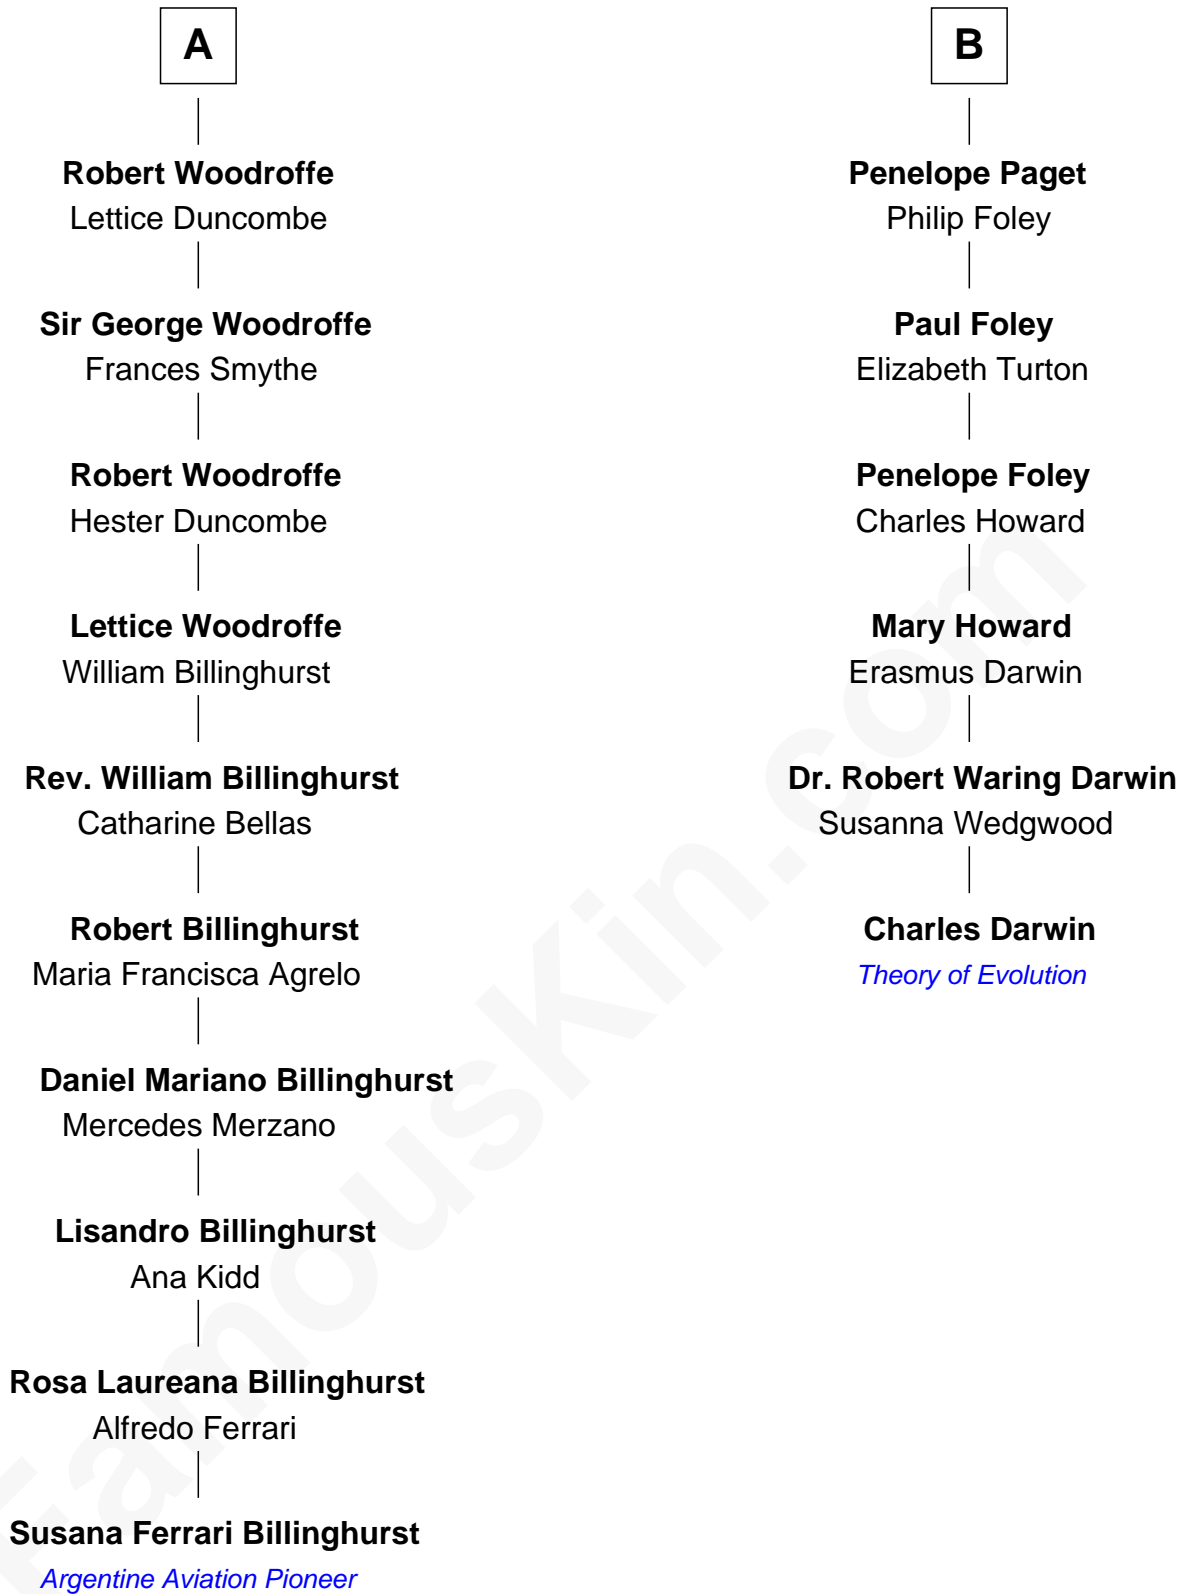 A
Robert Woodroffe
Lettice Duncombe
Sir George Woodroffe
Frances Smythe
Robert Woodroffe
Hester Duncombe
Lettice Woodroffe
William Billinghurst
Rev. William Billinghurst
Catharine Bellas
Robert Billinghurst
Maria Francisca Agrelo
Daniel Mariano Billinghurst
Mercedes Merzano
Lisandro Billinghurst
Ana Kidd
Rosa Laureana Billinghurst
Alfredo Ferrari
Susana Ferrari Billinghurst
Argentine Aviation Pioneer
B
Penelope Paget
Philip Foley
Paul Foley
Elizabeth Turton
Penelope Foley
Charles Howard
Mary Howard
Erasmus Darwin
Dr. Robert Waring Darwin
Susanna Wedgwood
Charles Darwin
Theory of Evolution
FamousKin.com